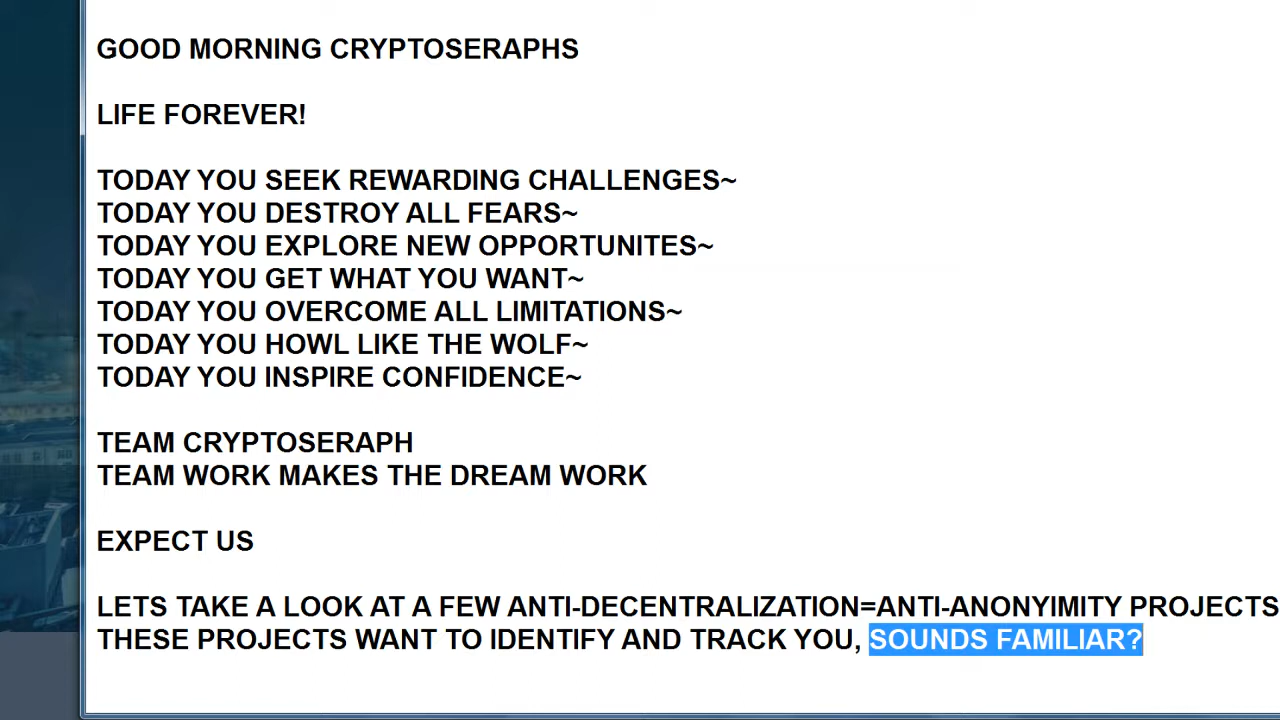 GOOD MORNING CRYPTOSERAPHS
LIFE FOREVER!
TODAY YOU SEEK REWARDING CHALLENGES~
TODAY YOU DESTROY ALL FEARS~
TODAY YOU EXPLORE NEW OPPORTUNITES~
TODAY YOU GET WHAT YOU WANT~
TODAY YOU OVERCOME ALL LIMITATIONS~
TODAY YOU HOWL LIKE THE WOLF~
TODAY YOU INSPIRE CONFIDENCE~
TEAM CRYPTOSERAPH
TEAM WORK MAKES THE DREAM WORK
EXPECT US
LETS TAKE A LOOK AT A FEW ANTI-DECENTRALIZATION=ANTI-ANONYIMITY PROJECTS
THESE PROJECTS WANT TO IDENTIFY AND TRACK YOU, SOUNDS FAMILIAR?